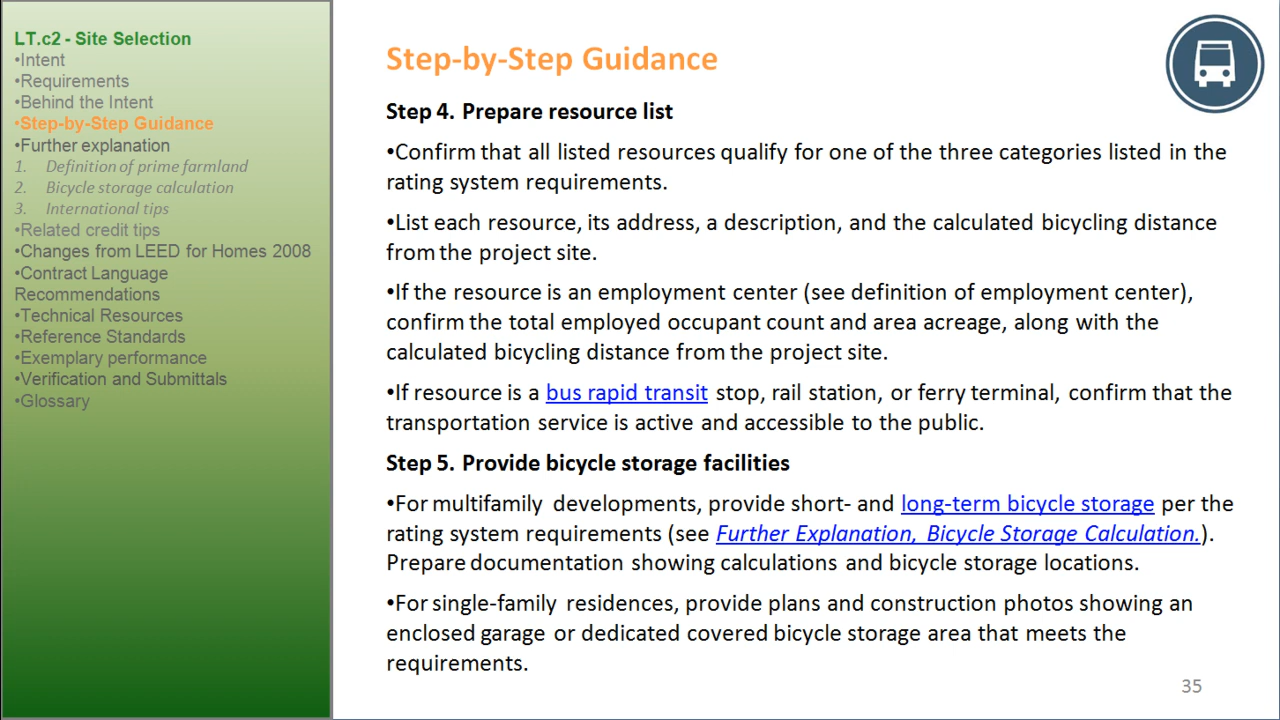 LT.c2 - Site Selection
•Intent
•Requirements
•Behind the Intent
•Step-by-Step Guidance
•Further explanation
1. Definition of prime farmland
2. Bicycle storage calculation
3. International tips
•Related credit tips
•Changes from LEED for Homes 2008
•Contract Language
Recommendations
•Technical Resources
•Reference Standards
•Exemplary performance
•Verification and Submittals
•Glossary
Step-by-Step Guidance
Step 4. Prepare resource list
•Confirm that all listed resources qualify for one of the three categories listed in the
rating system requirements.
•List each resource, its address, a description, and the calculated bicycling distance
from the project site.
•If the resource is an employment center (see definition of employment center),
confirm the total employed occupant count and area acreage, along with the
calculated bicycling distance from the project site.
•If resource is a bus rapid transit stop, rail station, or ferry terminal, confirm that the
transportation service is active and accessible to the public.
Step 5. Provide bicycle storage facilities
•For multifamily developments, provide short- and long-term bicycle storage per the
rating system requirements (see Further Explanation, Bicycle Storage Calculation.).
Prepare documentation showing calculations and bicycle storage locations.
•For single-family residences, provide plans and construction photos showing an
enclosed garage or dedicated covered bicycle storage area that meets the
requirements.
35